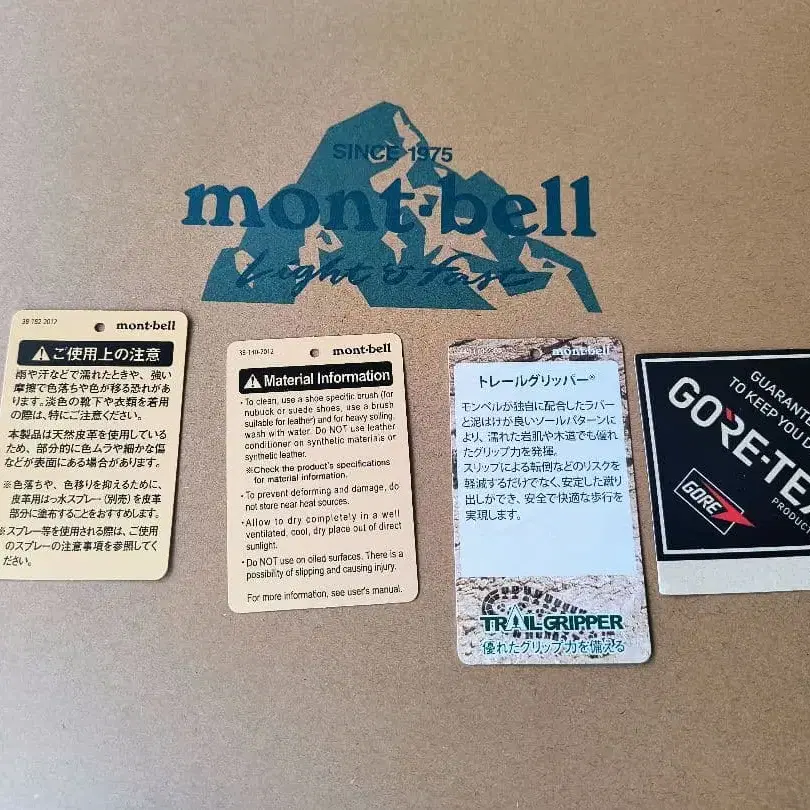 SINCE 1975
mont·bell
Light & Fast
38-182-2012
mont·bell
ご使用上の注意
雨や汗などで濡れたときや、強い
摩擦で色落ちや色が移る恐れがあ
ります。淡色の靴下や衣類を着用
の際は、特にご注意ください。
本製品は天然皮革を使用している
ため、部分的に色ムラや細かな傷
などが表面にある場合があります。
※色落ちや、色移りを抑えるために、
皮革用はっ水スプレー(別売)を皮革
部分に塗布することをおすすめします。
※スプレー等を使用される際は、ご使用
のスプレーの注意事項を参照してく
ださい。
mont·bell
Material Information
• To clean, use a shoe specific brush (for
nubuck or suede shoes, use a brush
suitable for leather) and for heavy soiling,
wash with water. Do NOT use leather
conditioner on synthetic materials or
synthetic leather.
※Check the product's specifications
for material information.
• To prevent deforming and damage, do
not store near heat sources.
• Allow to dry completely in a well
ventilated, cool, dry place out of direct
sunlight.
• Do NOT use on oiled surfaces. There is a
possibility of slipping and causing injury.
For more information, see user's manual.
mont·bell
トレールグリッパー®
モンベルが独自に配合したラバー
と泥はけが良いソールパターンに
より、濡れた岩肌や木道でも優れ
たグリップ力を発揮。
スリップによる転倒などのリスクを
軽減するだけでなく、安定した蹴り
出しができ、安全で快適な歩行を
実現します。
TRAIL GRIPPER
優れたグリップ力を備える
GUARANTE
TO KEEP YOU D
GORE-TEX
GORE
PRODUC